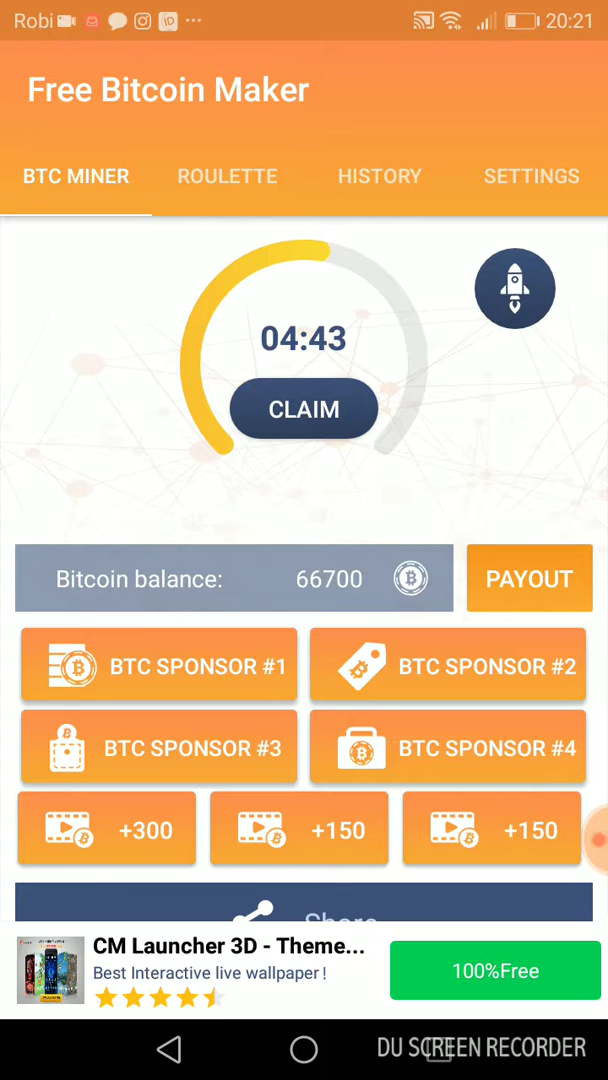 Robi 20:21
Free Bitcoin Maker
BTC MINER ROULETTE HISTORY SETTINGS
04:43
CLAIM
Bitcoin balance: 66700 PAYOUT
BTC SPONSOR #1 BTC SPONSOR #2
BTC SPONSOR #3 BTC SPONSOR #4
+300 +150 +150
Share
CM Launcher 3D - Theme...
Best Interactive live wallpaper !
100%Free
DU SCREEN RECORDER